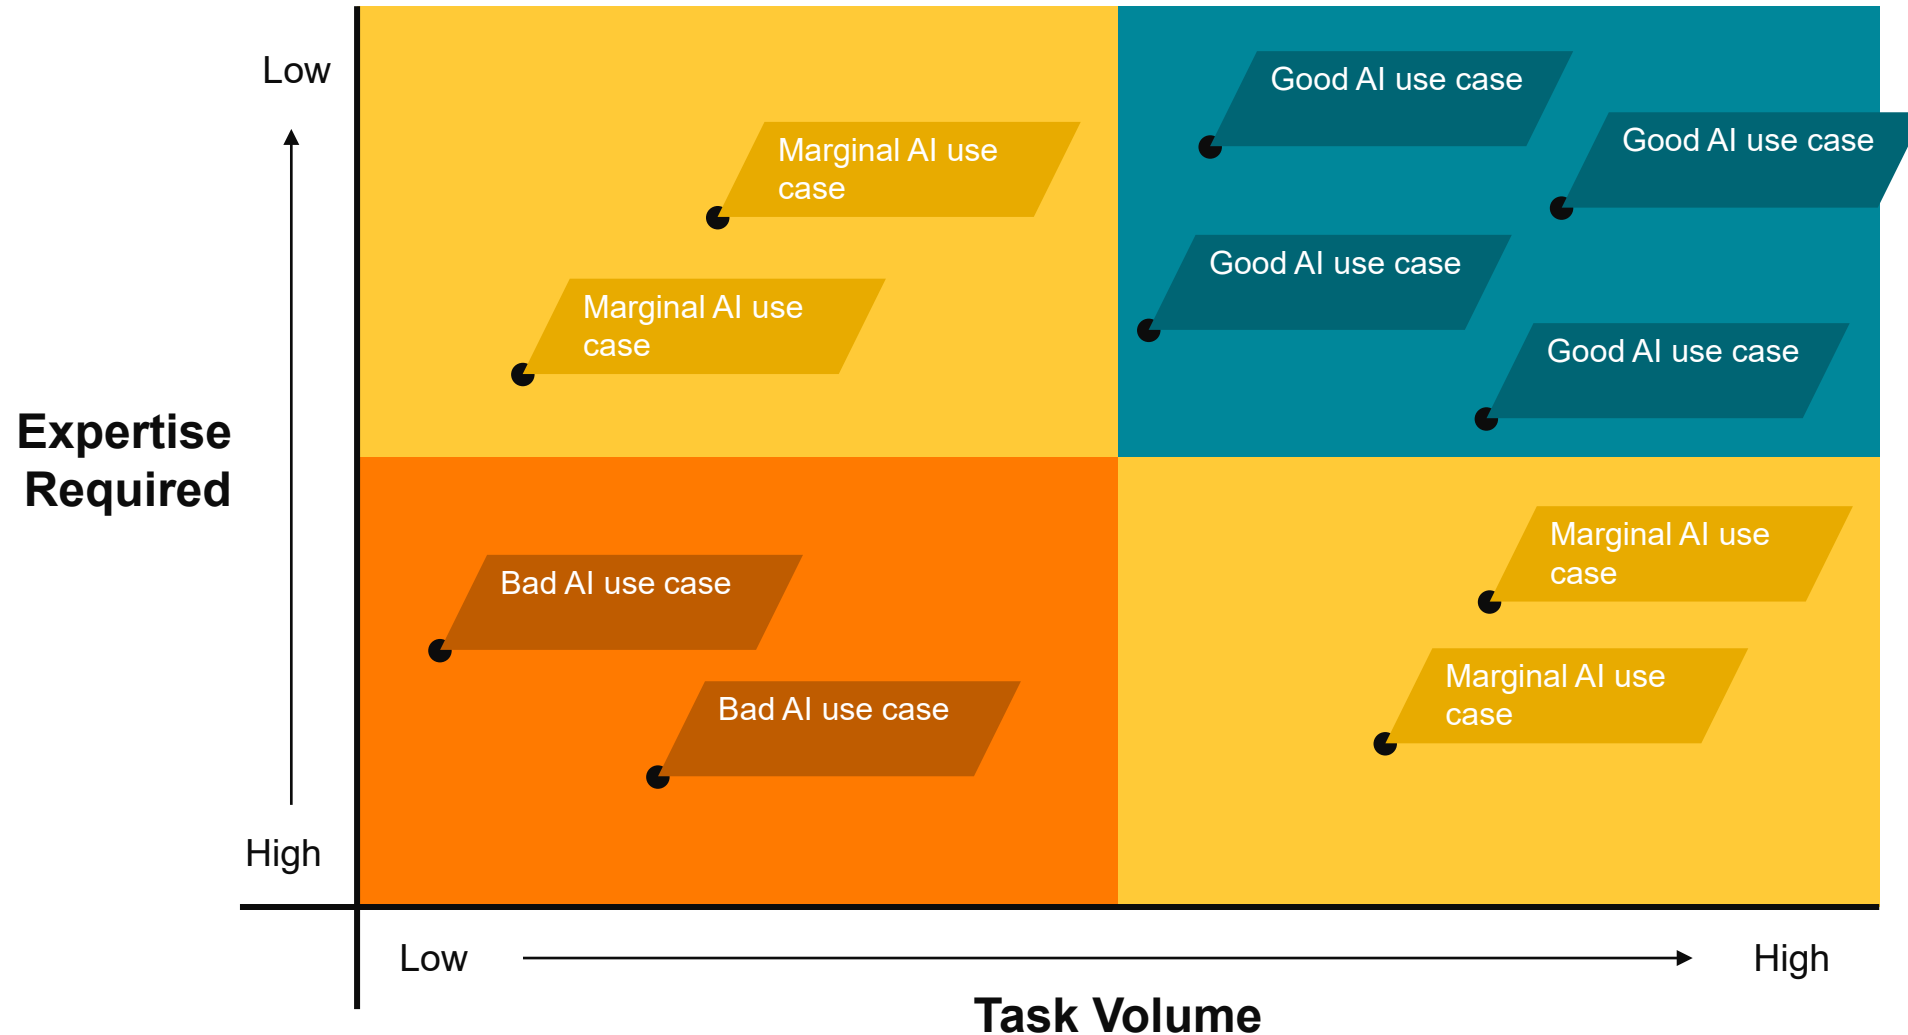 Low
Good AI use case
Good AI use case
Marginal AI use
case
Good AI use case
Marginal AI use
case
Good AI use case
Expertise
Required
Marginal AI use
case
Bad AI use case
Marginal AI use
case
Bad AI use case
High
Low
High
Task Volume